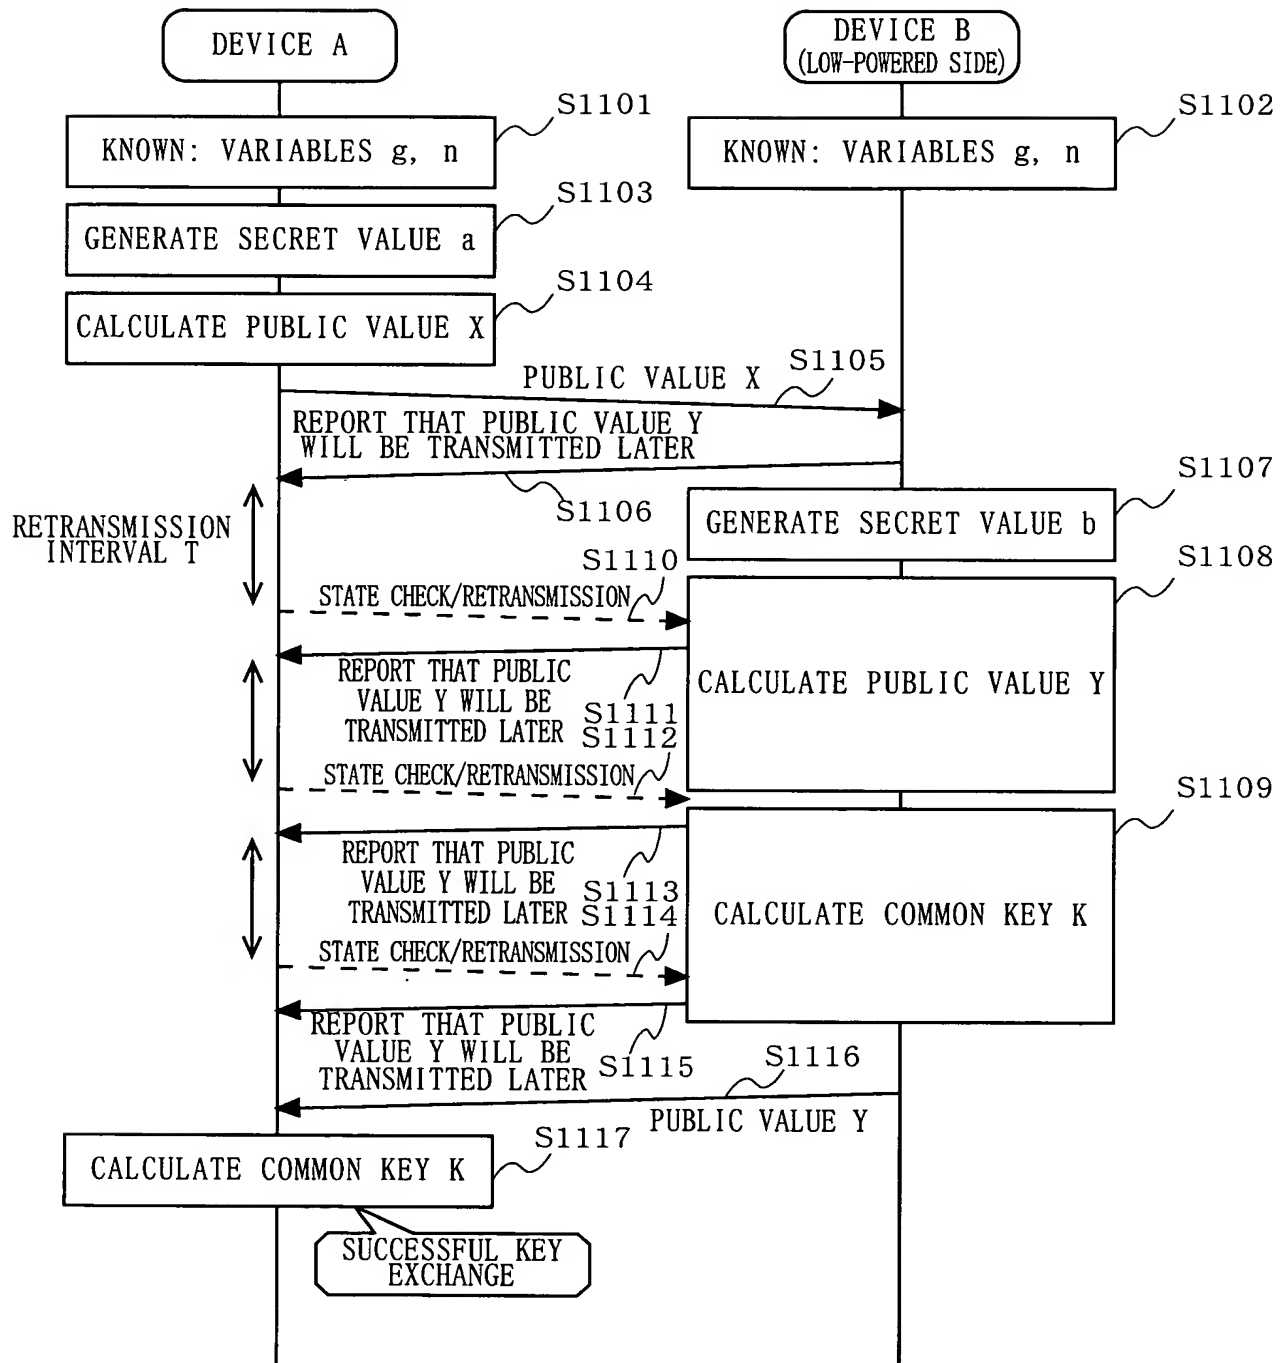 DEVICE A
DEVICE B
(LOW-POWERED SIDE)
S1101
S1102
KNOWN: VARIABLES g, n
KNOWN: VARIABLES g, n
S1103
GENERATE SECRET VALUE a
S1104
CALCULATE PUBLIC VALUE X
S1105
PUBLIC VALUE X
REPORT THAT PUBLIC VALUE Y
WILL BE TRANSMITTED LATER
S1106
S1107
GENERATE SECRET VALUE b
RETRANSMISSION
INTERVAL T
S1108
S1110
STATE CHECK/RETRANSMISSION
CALCULATE PUBLIC VALUE Y
REPORT THAT PUBLIC
VALUE Y WILL BE
TRANSMITTED LATER
S1111
S1112
STATE CHECK/RETRANSMISSION
S1109
REPORT THAT PUBLIC
VALUE Y WILL BE
TRANSMITTED LATER
S1113
S1114
CALCULATE COMMON KEY K
STATE CHECK/RETRANSMISSION
REPORT THAT PUBLIC
VALUE Y WILL BE
TRANSMITTED LATER
S1115
S1116
PUBLIC VALUE Y
S1117
CALCULATE COMMON KEY K
SUCCESSFUL KEY
EXCHANGE